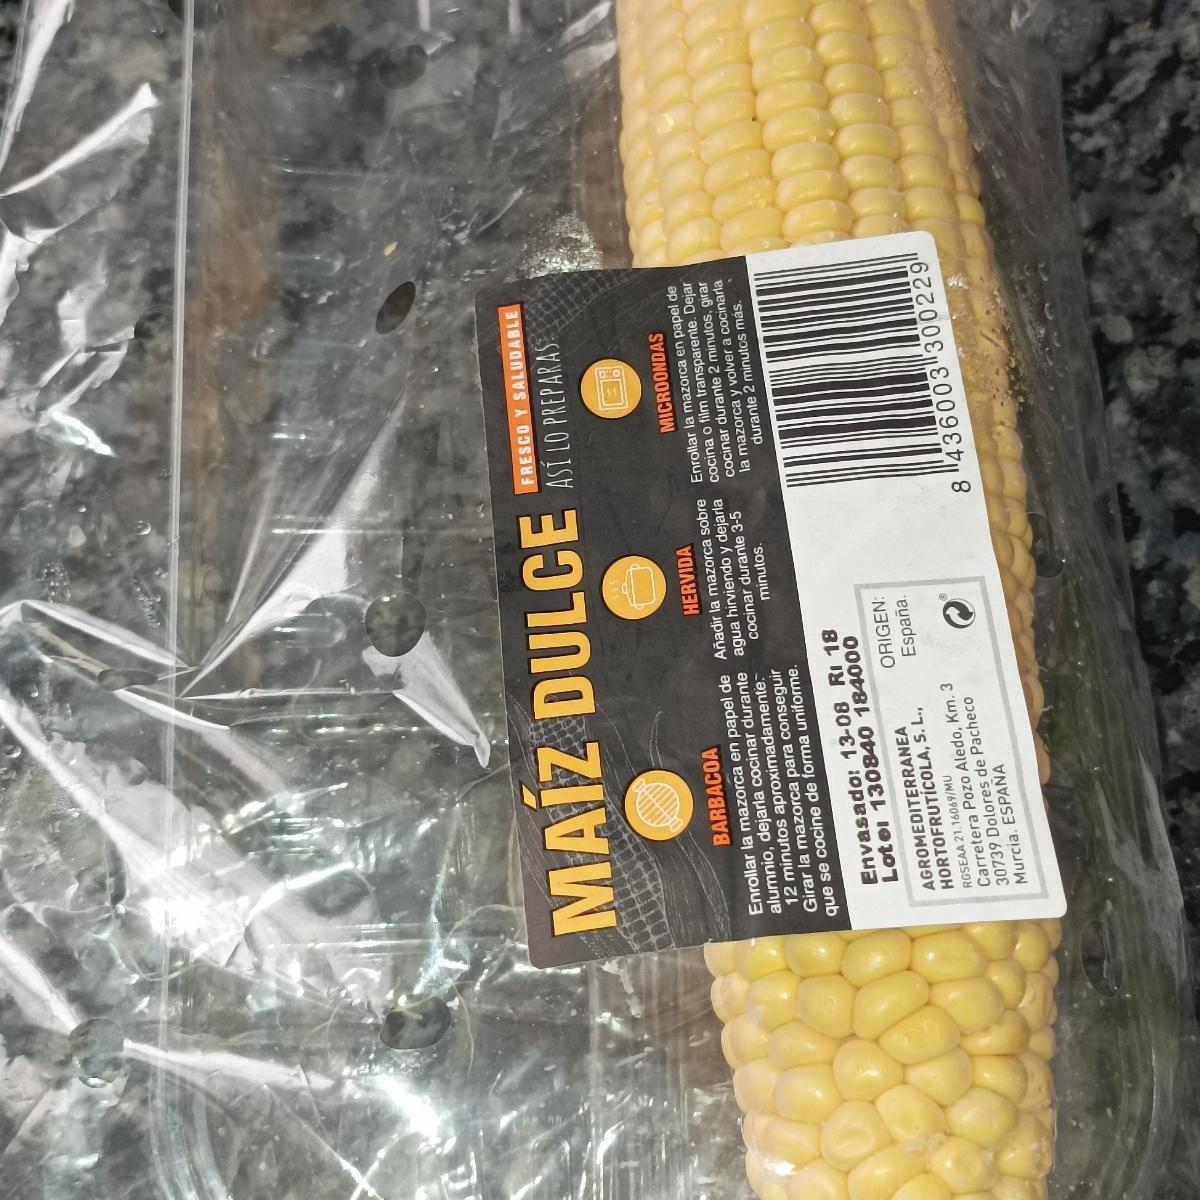 MAÍZ DULCE
FRESCO Y SALUDABLE
ASÍ LO PREPARAS:
BARBACOA
Enrollar la mazorca en papel de
alumnio, dejarla cocinar durante
12 minutos aproximadamente.
Girar la mazorca para conseguir
que se cocine de forma uniforme.
HERVIDA
Añadir la mazorca sobre
agua hirviendo y dejarla
cocinar durante 3-5
minutos.
MICROONDAS
Enrollar la mazorca en papel de
cocina o film transparente. Dejar
cocinar durante 2 minutos, girar
la mazorca y volver a cocinarla
durante 2 minutos más.
Envasado: 13-08 Ri 18
Lote: 130840 184000
AGROMEDITERRANEA
HORTOFRUTÍCOLA, S. L.,
RGSEAA 21.16069/MU
Carretera Pozo Aledo, Km. 3
30739 Dolores de Pacheco
Murcia. ESPAÑA
ORIGEN:
España.
®
8 436003 300229